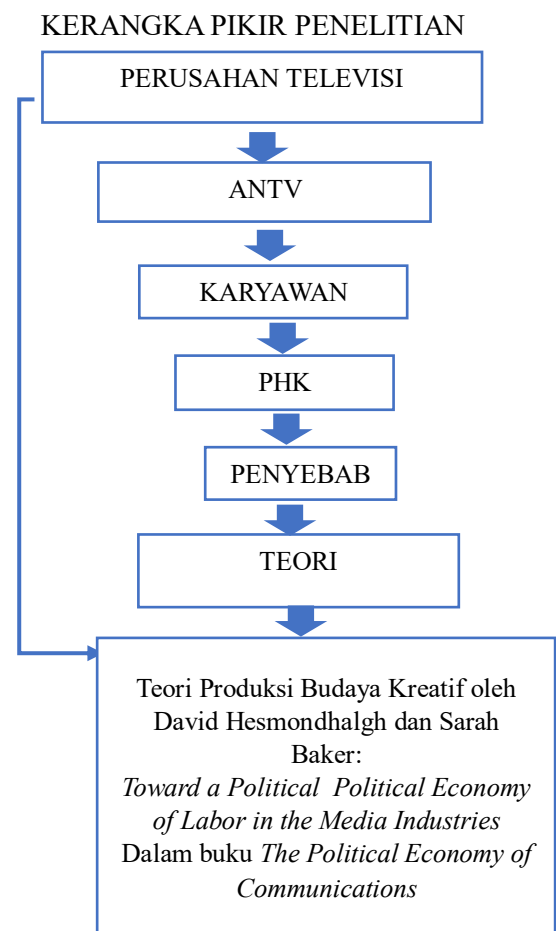 KERANGKA PIKIR PENELITIAN
PERUSAHAN TELEVISI
ANTV
KARYAWAN
PHK
PENYEBAB
TEORI
Teori Produksi Budaya Kreatif oleh
David Hesmondhalgh dan Sarah
Baker:
Toward a Political Political Economy
of Labor in the Media Industries
Dalam buku The Political Economy of
Communications